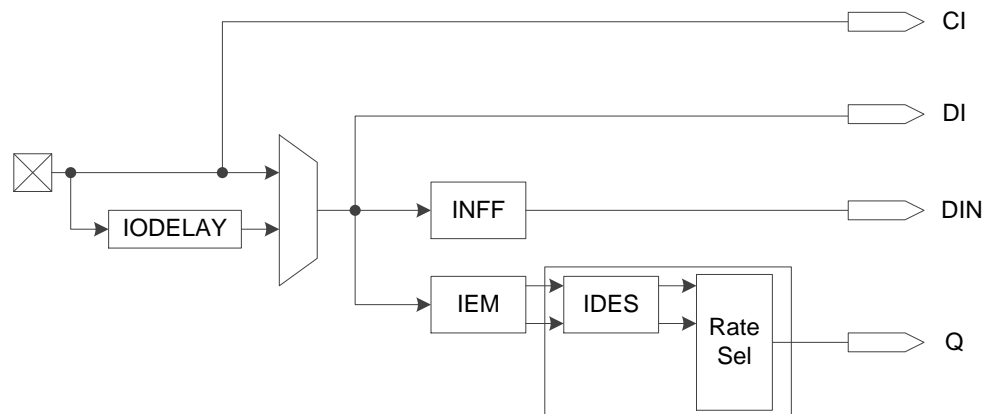 CI
DI
IODELAY
INFF
DIN
IEM
IDES
Rate
Sel
Q